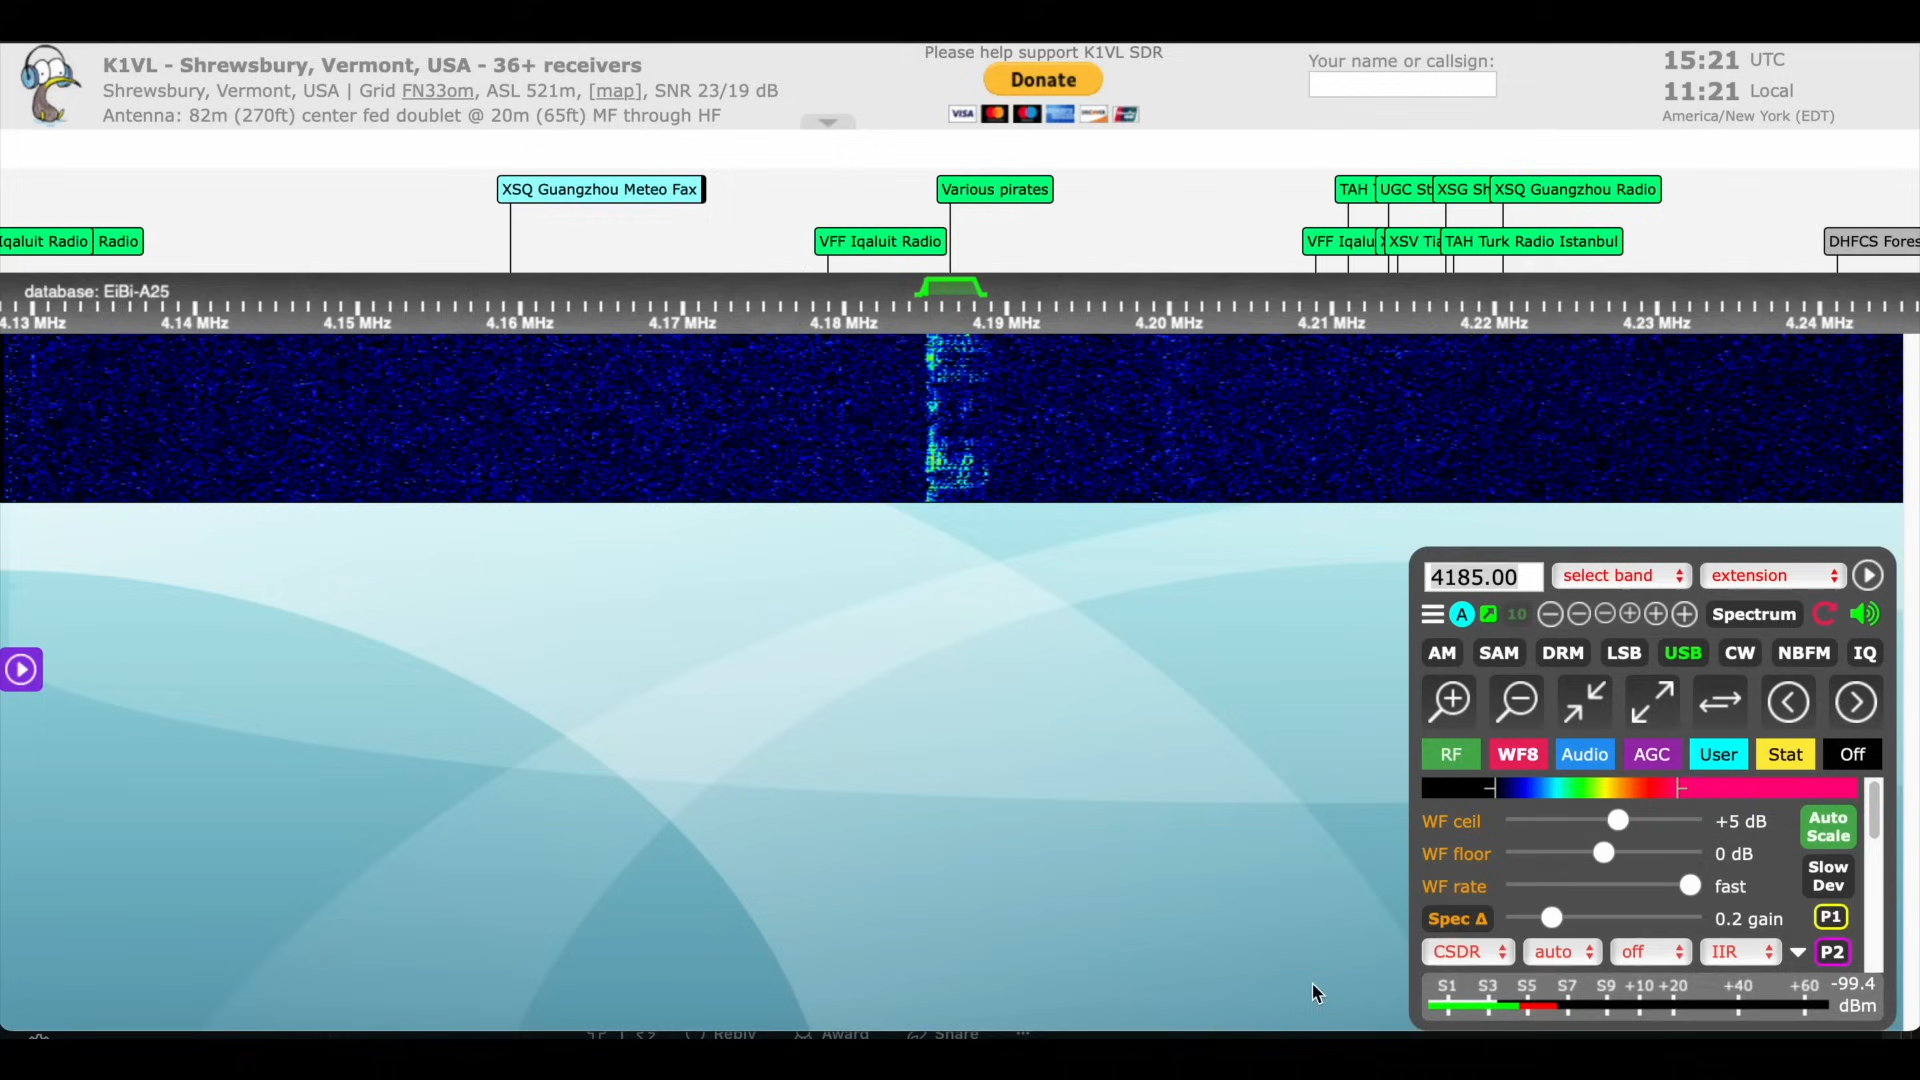 K1VL - Shrewsbury, Vermont, USA - 36+ receivers
Shrewsbury, Vermont, USA | Grid FN33om, ASL 521m, [map], SNR 23/19 dB
Antenna: 82m (270ft) center fed doublet @ 20m (65ft) MF through HF
Please help support K1VL SDR
Donate
VISA
Your name or callsign:
15:21 UTC
11:21 Local
America/New York (EDT)
XSQ Guangzhou Meteo Fax Various pirates TAH UGC St XSG Sh XSQ Guangzhou Radio
Iqaluit Radio Radio VFF Iqaluit Radio VFF Iqalu XSV Tia TAH Turk Radio Istanbul DHFCS Fores
database: EiBi-A25
4.13 MHz 4.14 MHz 4.15 MHz 4.16 MHz 4.17 MHz 4.18 MHz 4.19 MHz 4.20 MHz 4.21 MHz 4.22 MHz 4.23 MHz 4.24 MHz
4185.00 select band extension
A 10 Spectrum
AM SAM DRM LSB USB CW NBFM IQ
RF WF8 Audio AGC User Stat Off
WF ceil +5 dB Auto Scale
WF floor 0 dB
WF rate fast Slow Dev
Spec Δ 0.2 gain P1
CSDR auto off IIR P2
S1 S3 S5 S7 S9 +10 +20 +40 +60 -99.4 dBm
Reply Award Share